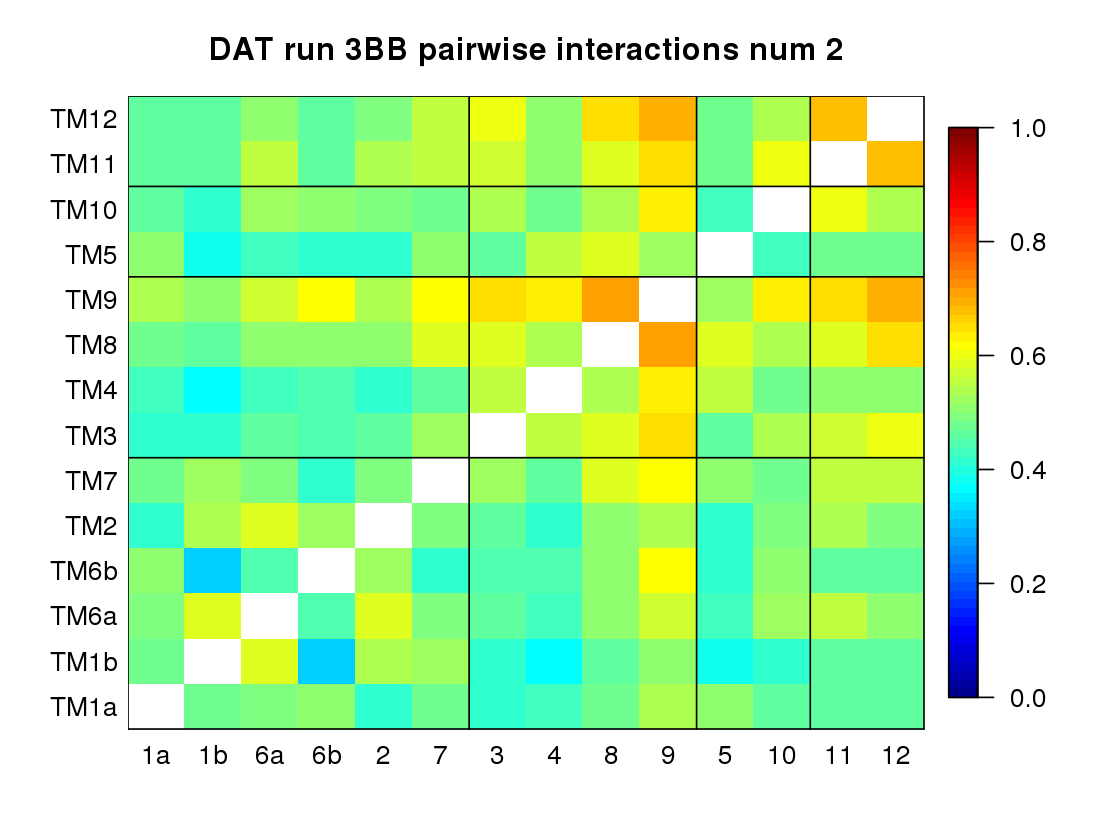 DAT run 3BB pairwise interactions num 2
TM12
TM11
TM10
TM5
TM9
TM8
TM4
TM3
TM7
TM2
TM6b
TM6a
TM1b
TM1a
1a 1b 6a 6b 2 7 3 4 8 9 5 10 11 12
1.0
0.8
0.6
0.4
0.2
0.0